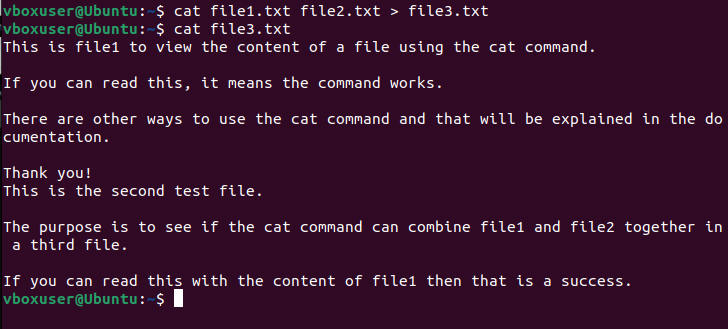 vboxuser@Ubuntu:~$ cat file1.txt file2.txt > file3.txt
vboxuser@Ubuntu:~$ cat file3.txt
This is file1 to view the content of a file using the cat command.
If you can read this, it means the command works.
There are other ways to use the cat command and that will be explained in the do
cumentation.
Thank you!
This is the second test file.
The purpose is to see if the cat command can combine file1 and file2 together in
 a third file.
If you can read this with the content of file1 then that is a success.
vboxuser@Ubuntu:~$